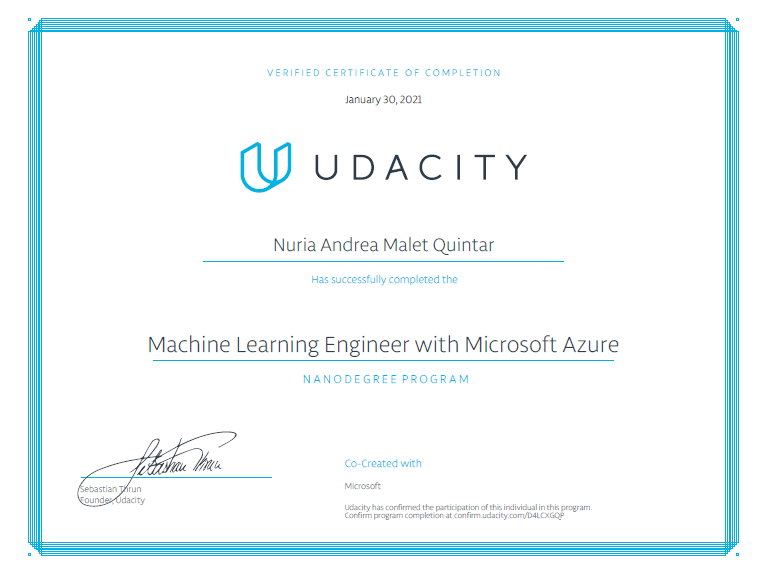 VERIFIED CERTIFICATE OF COMPLETION
January 30, 2021
UDACITY
Nuria Andrea Malet Quintar
Has successfully completed the
Machine Learning Engineer with Microsoft Azure
NANODEGREE PROGRAM
Sebastian Thrun
Sebastian Thrun
Founder, Udacity
Co-Created with
Microsoft
Udacity has confirmed the participation of this individual in this program.
Confirm program completion at confirm.udacity.com/D4LCXGQP